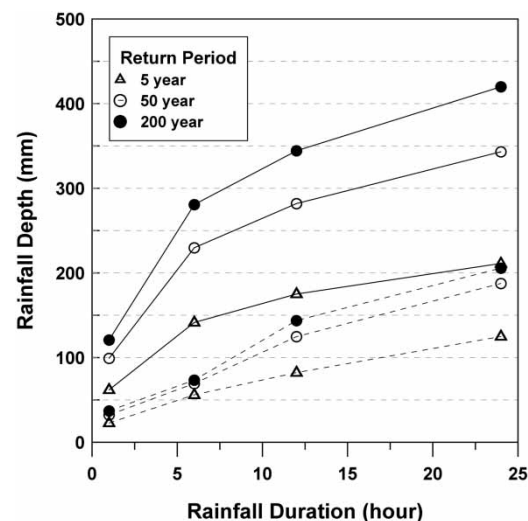 500
400
300
200
100
0
Rainfall Depth (mm)
Return Period
5 year
50 year
200 year
0 5 10 15 20 25
Rainfall Duration (hour)